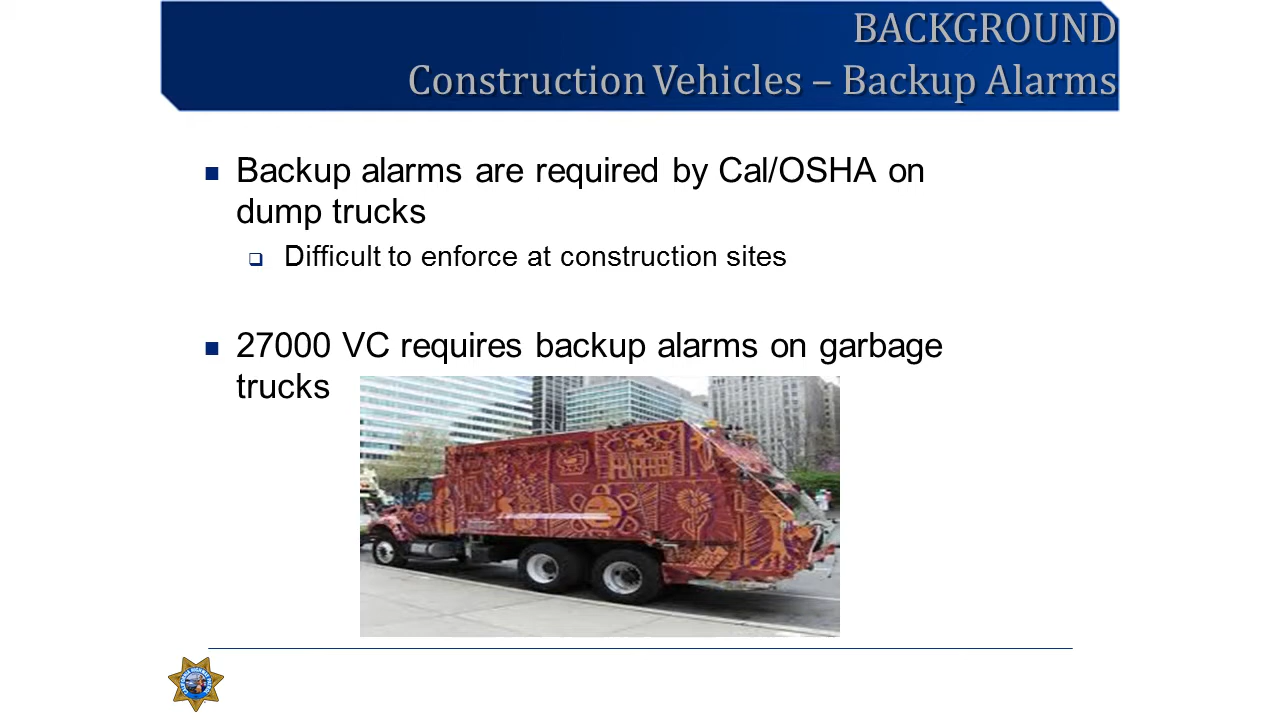 BACKGROUND
Construction Vehicles – Backup Alarms
Backup alarms are required by Cal/OSHA on
dump trucks
Difficult to enforce at construction sites
27000 VC requires backup alarms on garbage
trucks